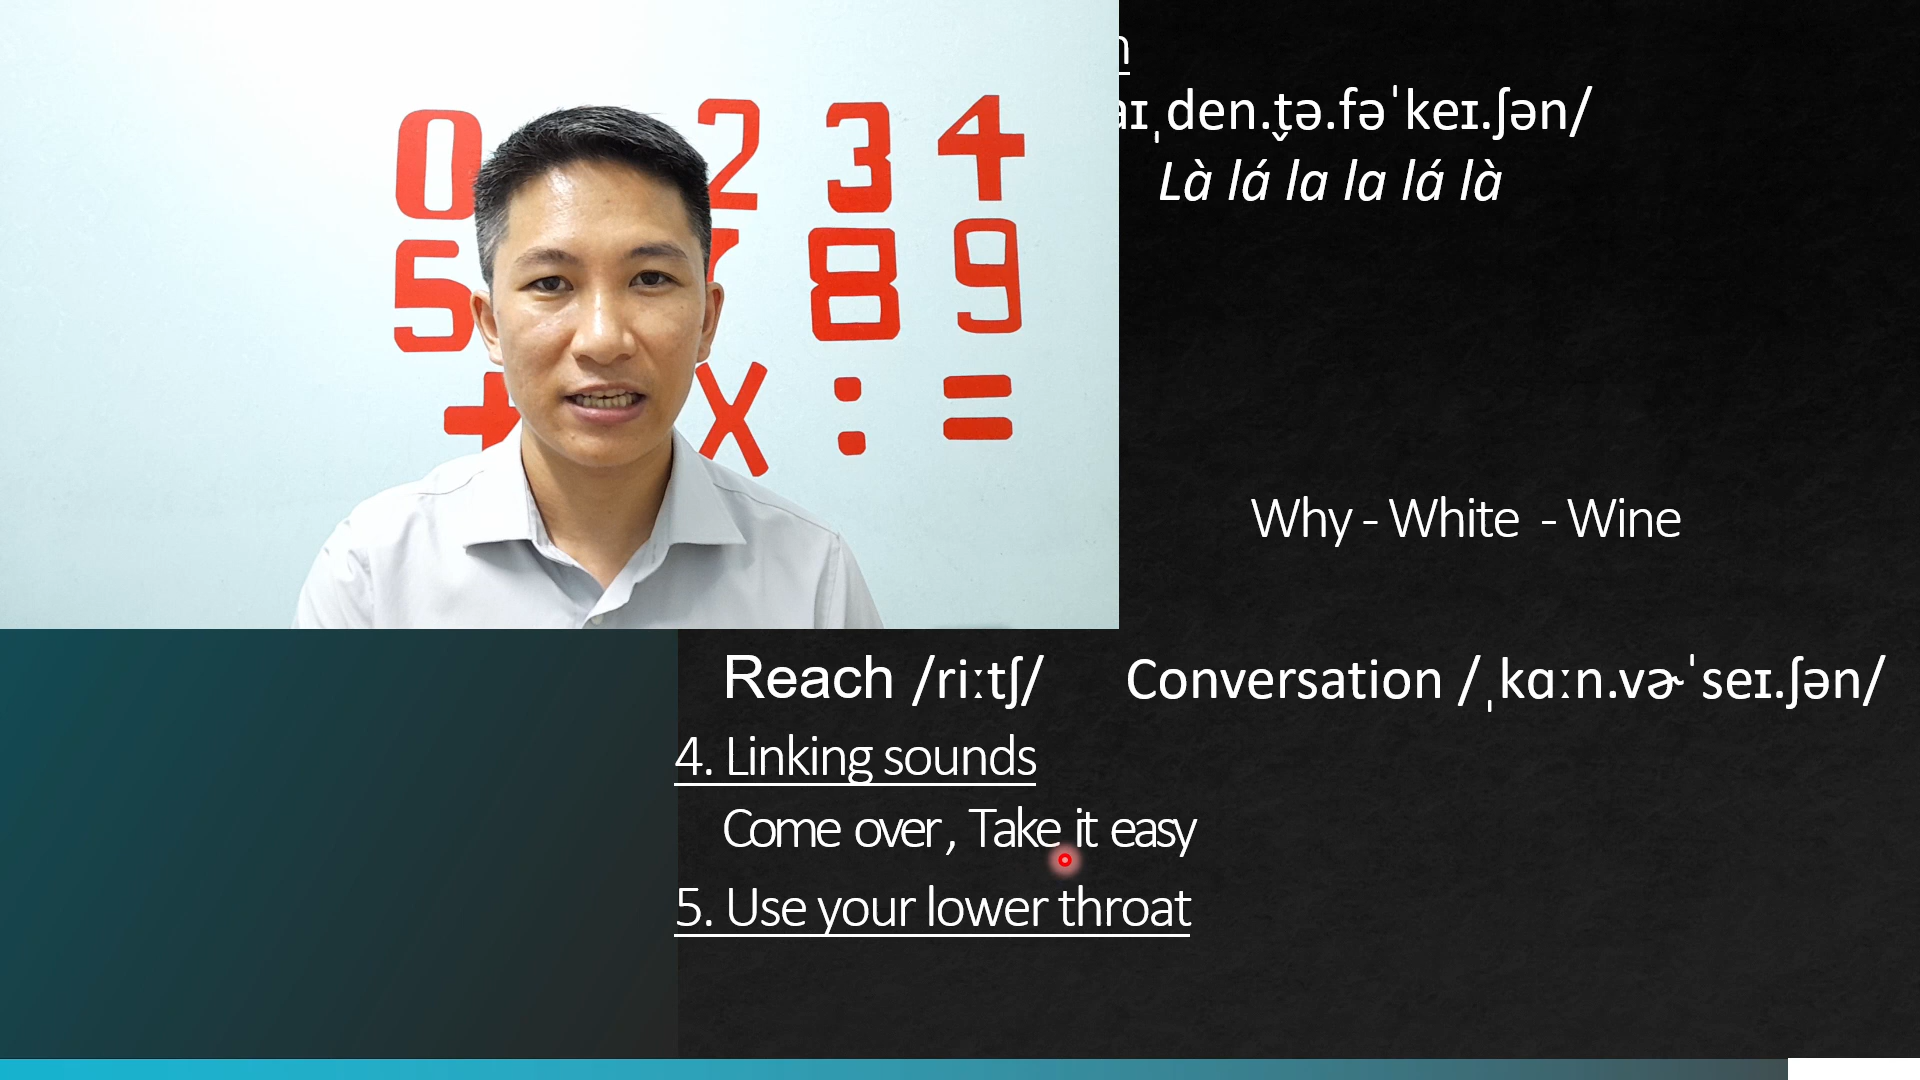 0 2 3 4
5 8 9
+ X : =
n
aɪˌden.t̬ə.fəˈkeɪ.ʃən/
Là lá la la lá là
Why - White - Wine
Reach /riːtʃ/ Conversation /ˌkɑːn.vɚˈseɪ.ʃən/
4. Linking sounds
Come over , Take it easy
5. Use your lower throat